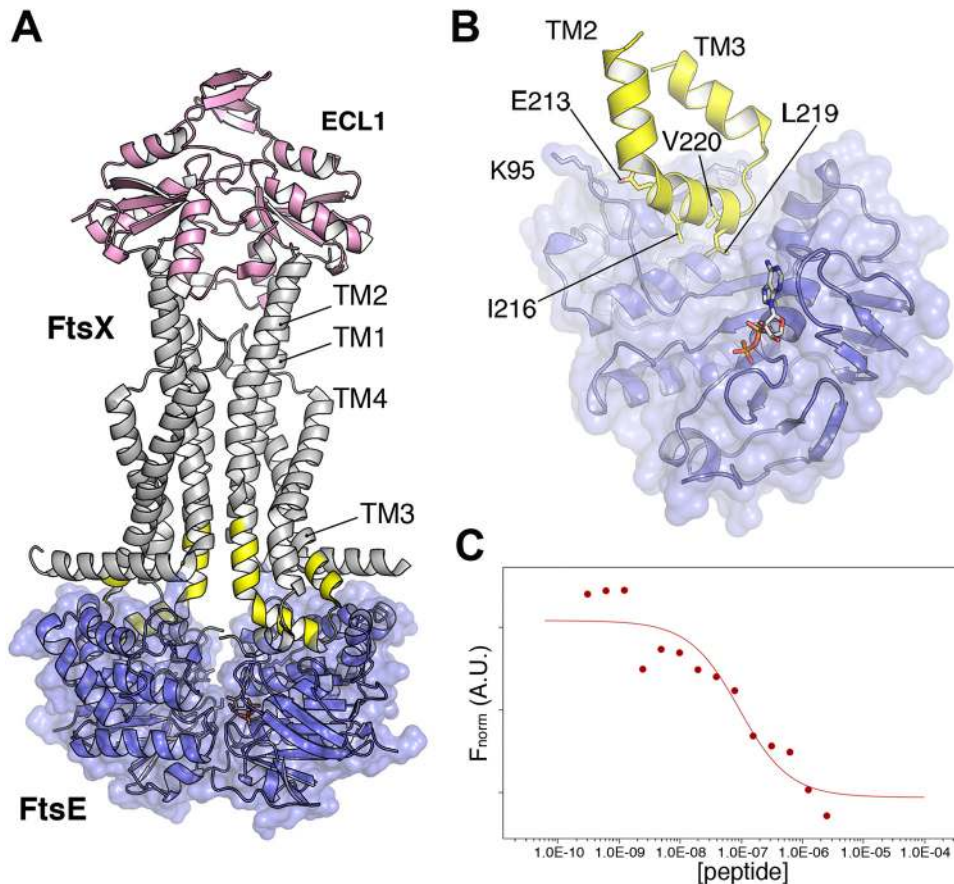 A
ECL1
FtsX
TM2
TM1
TM4
TM3
FtsE
B
TM2
TM3
E213
L219
V220
K95
I216
C
Fnorm (A.U.)
1.0E-10 1.0E-09 1.0E-08 1.0E-07 1.0E-06 1.0E-05 1.0E-04
[peptide]